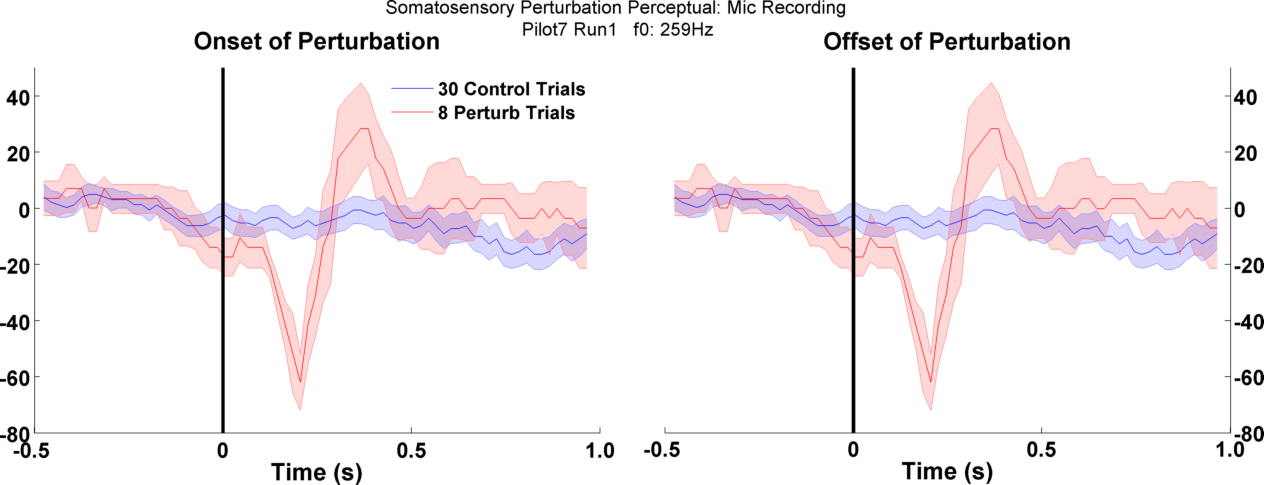 Somatosensory Perturbation Perceptual: Mic Recording
Pilot7 Run1   f0: 259Hz
Onset of Perturbation
Offset of Perturbation
30 Control Trials
8 Perturb Trials
40
20
0
-20
-40
-60
-80
-0.5
0
0.5
1.0
Time (s)
40
20
0
-20
-40
-60
-80
-0.5
0
0.5
1.0
Time (s)